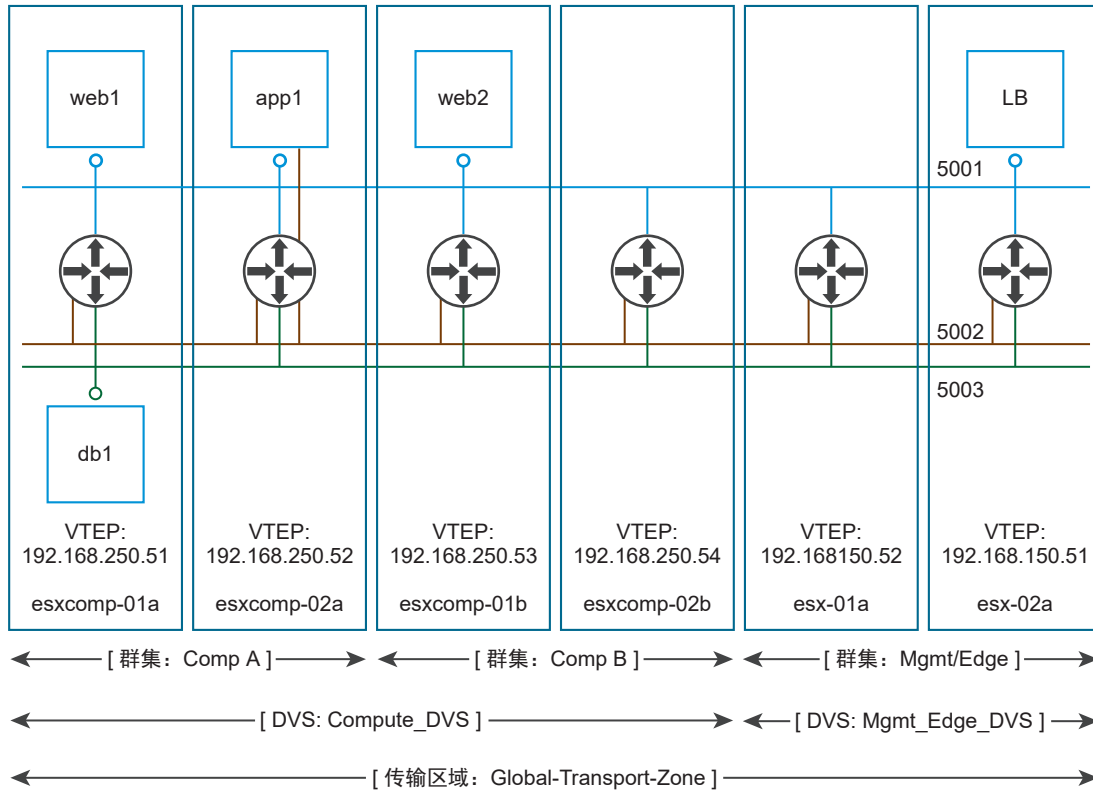 web1
app1
web2
LB
5001
5002
5003
db1
VTEP:
192.168.250.51
VTEP:
192.168.250.52
VTEP:
192.168.250.53
VTEP:
192.168.250.54
VTEP:
192.168150.52
VTEP:
192.168.150.51
esxcomp-01a
esxcomp-02a
esxcomp-01b
esxcomp-02b
esx-01a
esx-02a
[ 群集：Comp A ]
[ 群集：Comp B ]
[ 群集：Mgmt/Edge ]
[ DVS: Compute_DVS ]
[ DVS: Mgmt_Edge_DVS ]
[ 传输区域：Global-Transport-Zone ]